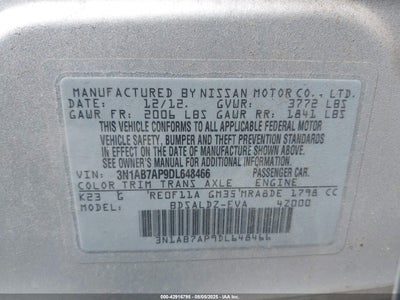 MANUFACTURED BY NISSAN MOTOR CO., LTD.
DATE: 12/12. GVWR: 3772 LBS
GAWR FR: 2006 LBS GAWR RR: 1841 LBS
THIS VEHICLE CONFORMS TO ALL APPLICABLE
FEDERAL MOTOR VEHICLE
SAFETY, BUMPER AND THEFT PREVENTION
STANDARDS IN EFFECT ON THE DATE OF
MANUFACTURE SHOWN ABOVE.
SEE OWNER'S MANUAL FOR ADDITIONAL INFORMATION
VIN: 3N1AB7AP9DL648466 PASSENGER CAR.
COLOR TRIM TRANS AXLE ENGINE
K23 G RE0F11A GM35 MRA8DE 1798 CC
MODEL BDSALDZ-EVA 4Z000
3N1AB7AP9DL648466
000-42916795 - 05/05/2025 - IAAI.COM